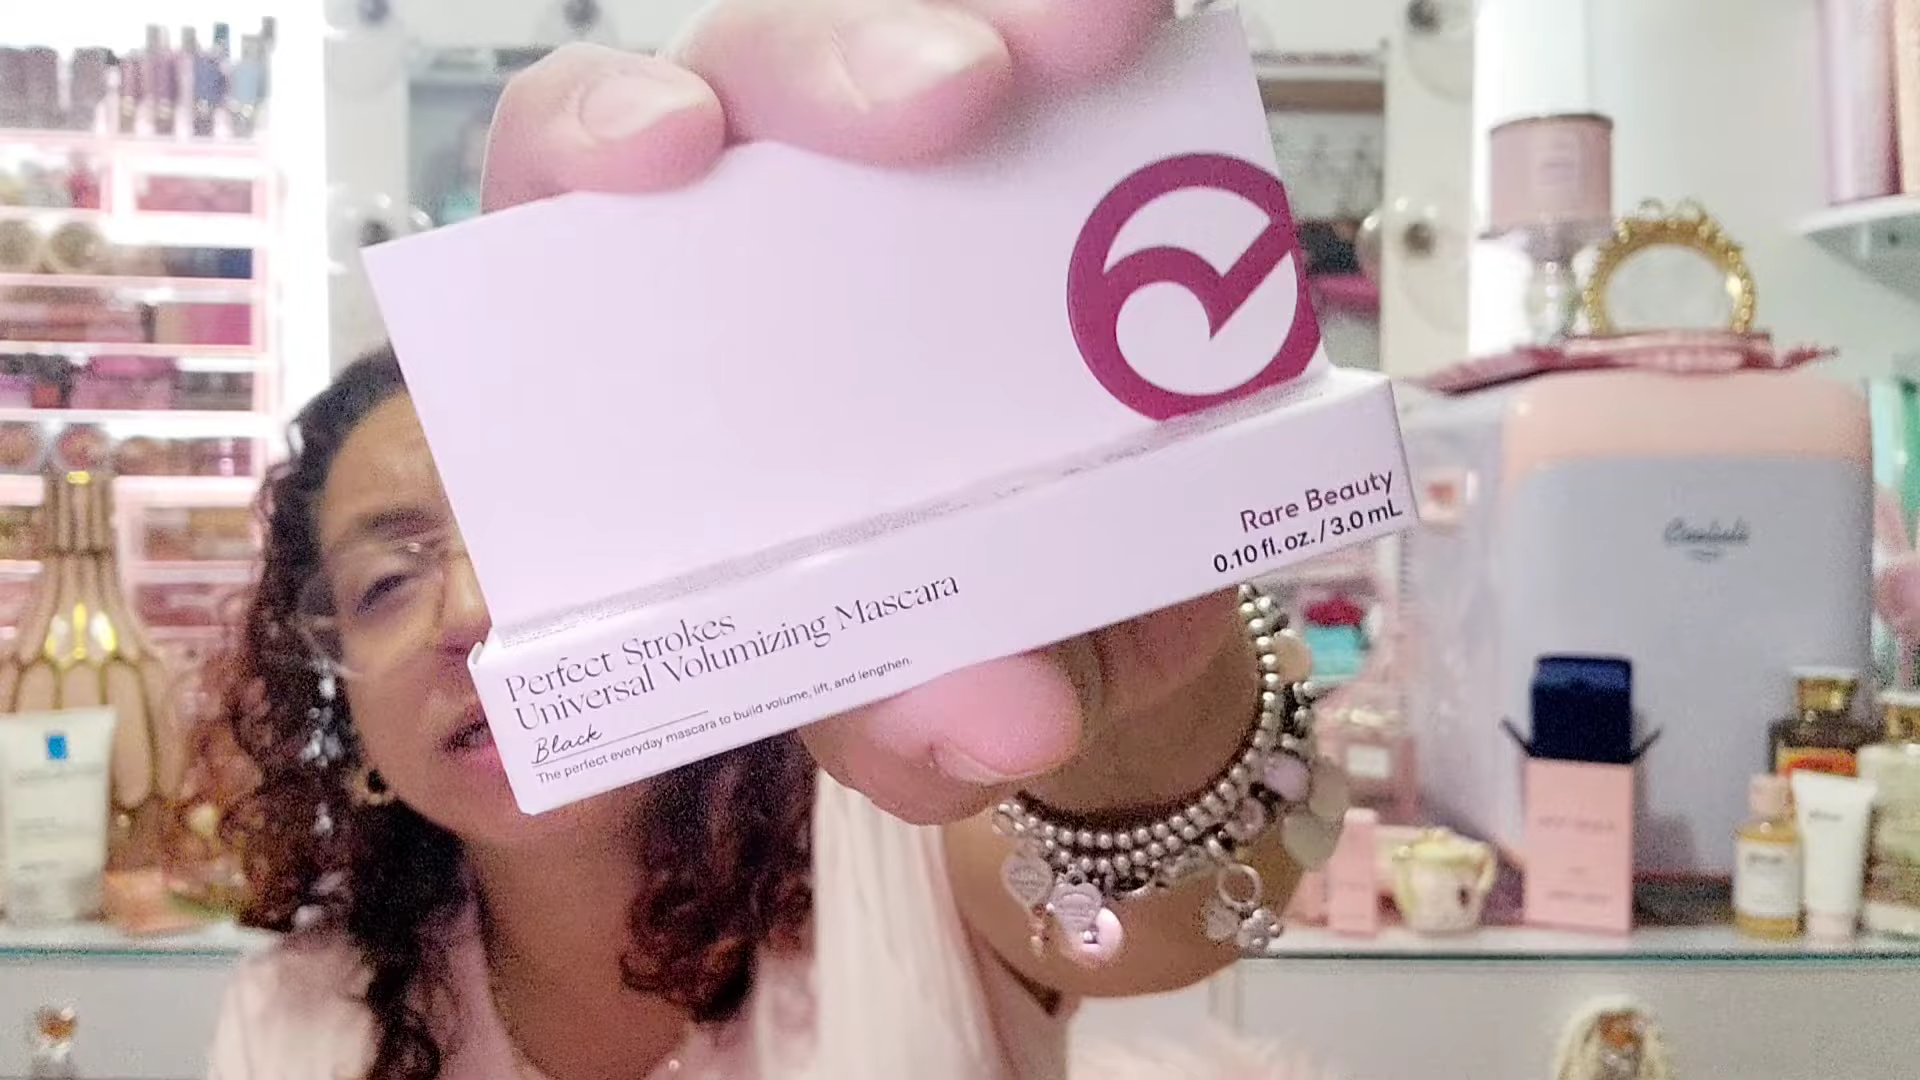 Rare Beauty
0.10 fl. oz. / 3.0 mL
Perfect Strokes
Universal Volumizing Mascara
Black
The perfect everyday mascara to build volume, lift, and lengthen.